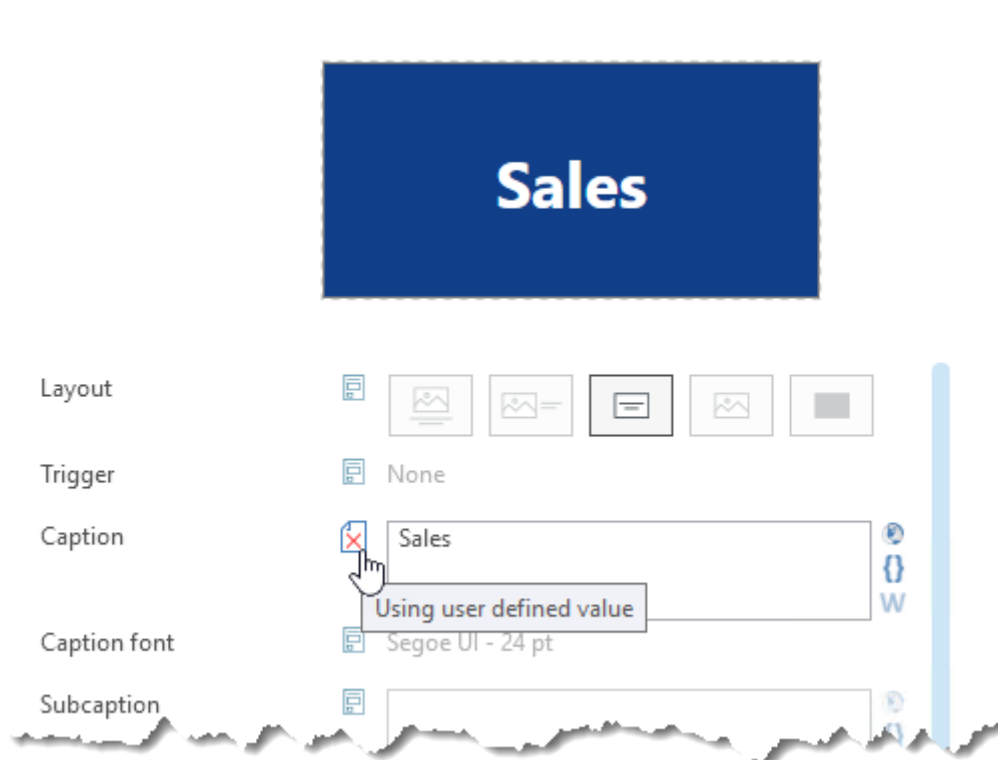 Sales
Layout
Trigger
None
Caption
Sales
{}
W
Using user defined value
Caption font
Segoe UI - 24 pt
Subcaption